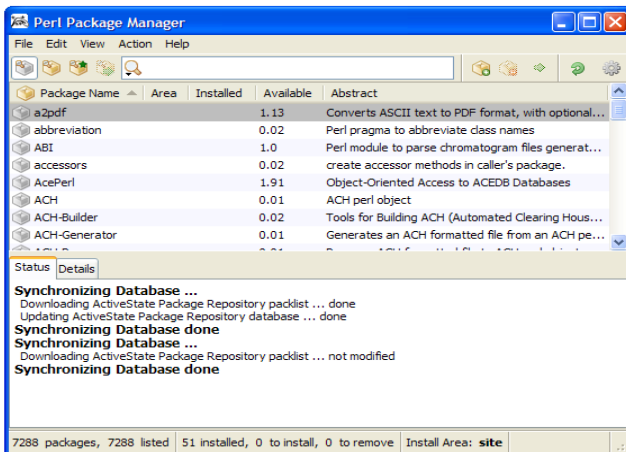 Perl Package Manager
File Edit View Action Help
Package Name Area Installed Available Abstract
a2pdf 1.13 Converts ASCII text to PDF format, with optional...
abbreviation 0.02 Perl pragma to abbreviate class names
ABI 1.0 Perl module to parse chromatogram files generat...
accessors 0.02 create accessor methods in caller's package.
AcePerl 1.91 Object-Oriented Access to ACEDB Databases
ACH 0.01 ACH perl object
ACH-Builder 0.02 Tools for Building ACH (Automated Clearing Hous...
ACH-Generator 0.01 Generates an ACH formatted file from an ACH pe...
Status Details
Synchronizing Database ...
Downloading ActiveState Package Repository packlist ... done
Updating ActiveState Package Repository database ... done
Synchronizing Database done
Synchronizing Database ...
Downloading ActiveState Package Repository packlist ... not modified
Synchronizing Database done
7288 packages, 7288 listed 51 installed, 0 to install, 0 to remove Install Area: site